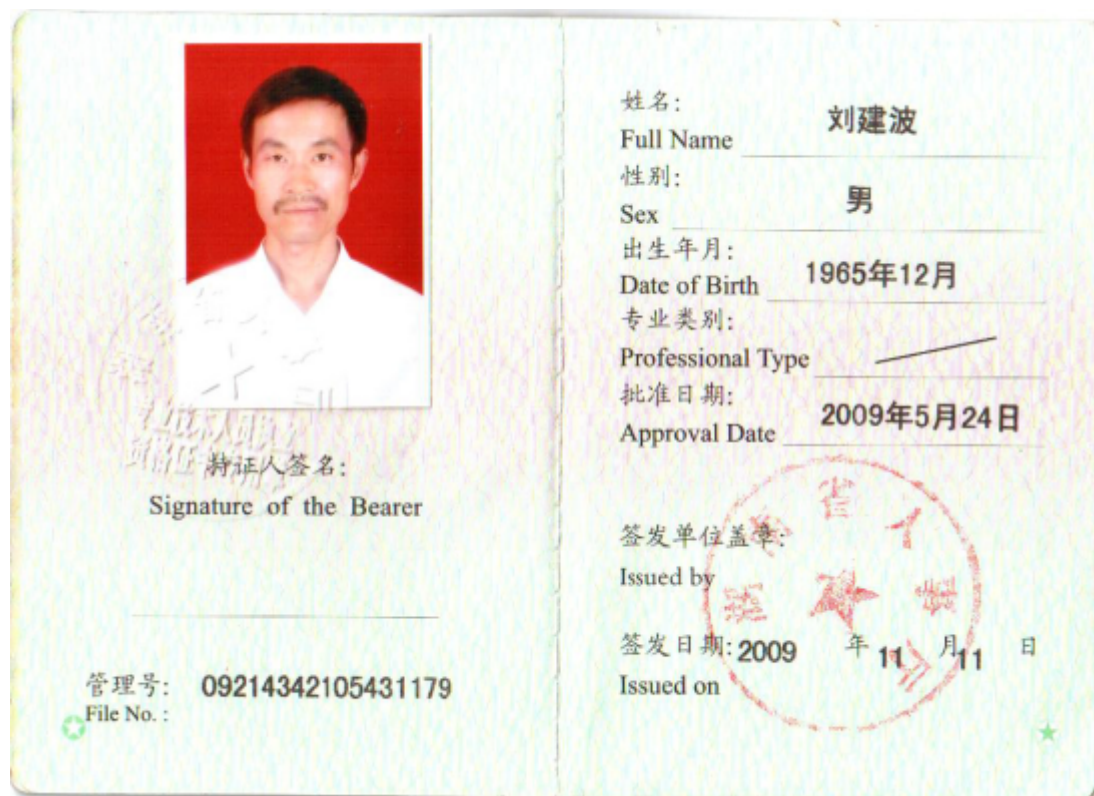 持证人签名:
Signature of the Bearer
管理号: 09214342105431179
File No. :
姓名: 刘建波
Full Name
性别: 男
Sex
出生年月: 1965年12月
Date of Birth
专业类别:
Professional Type
批准日期: 2009年5月24日
Approval Date
签发单位盖章:
Issued by
签发日期: 2009 年 11 月 11 日
Issued on